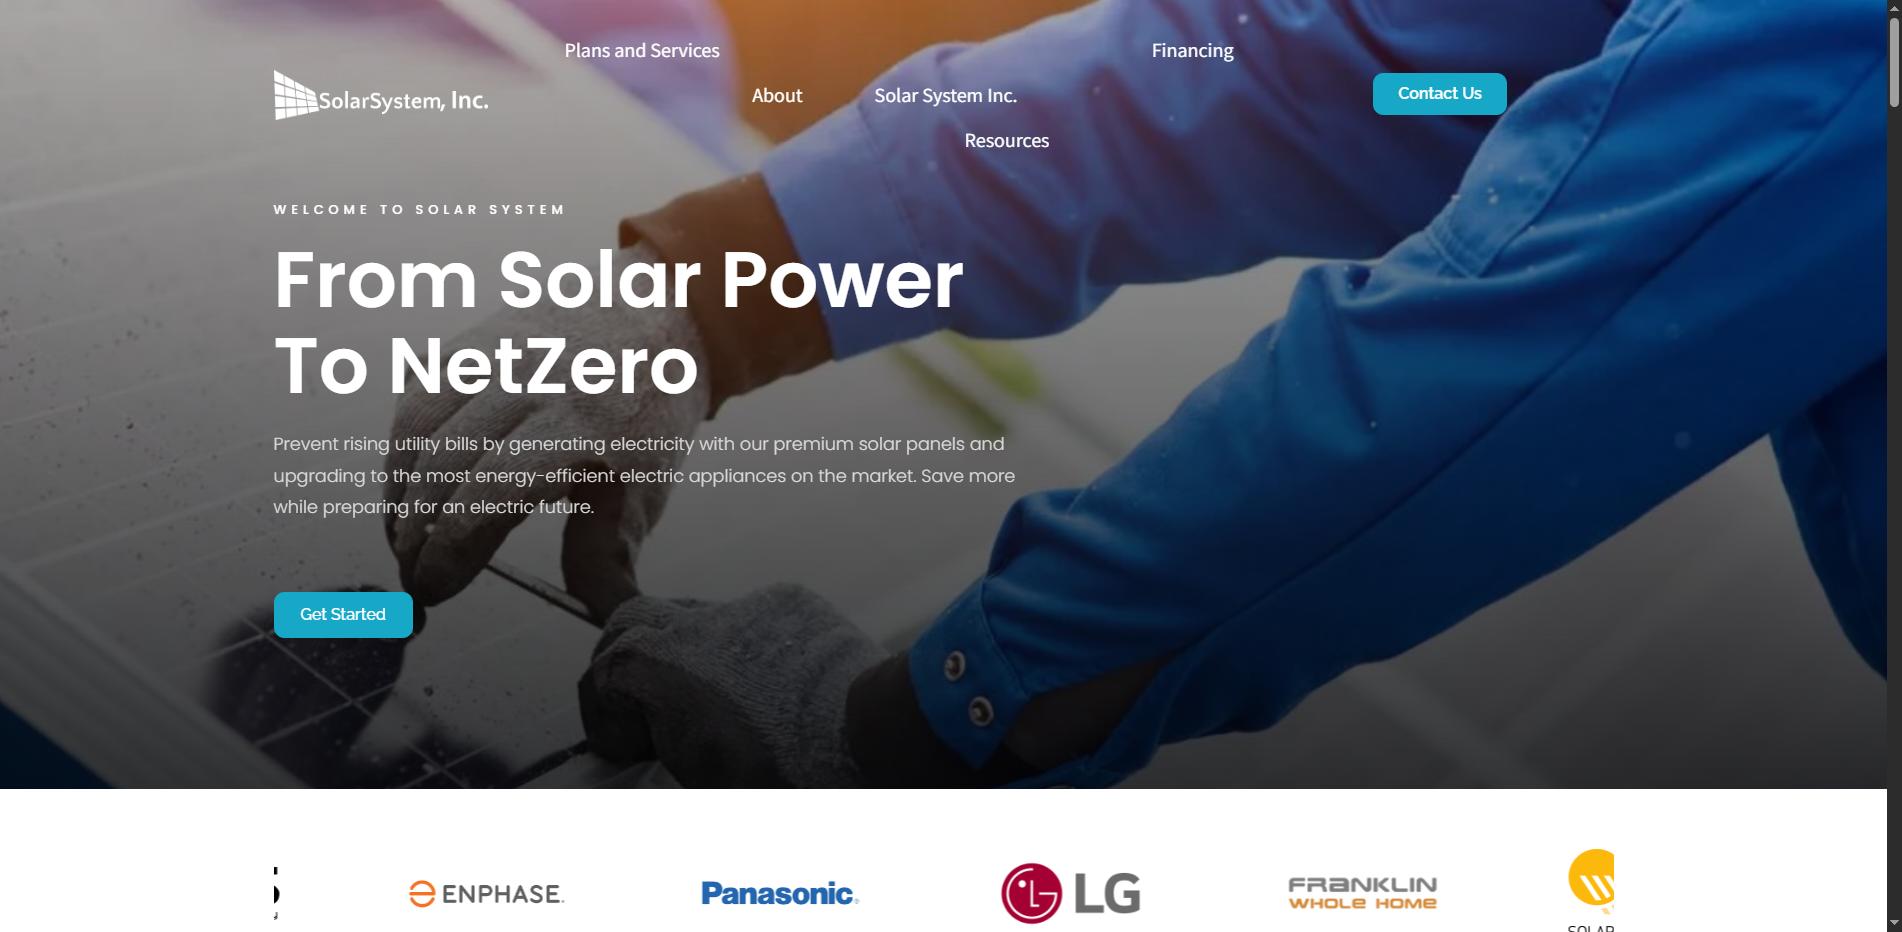 Plans and Services
Financing
SolarSystem, Inc.
About
Solar System Inc.
Contact Us
Resources
WELCOME TO SOLAR SYSTEM
From Solar Power
To NetZero
Prevent rising utility bills by generating electricity with our premium solar panels and
upgrading to the most energy-efficient electric appliances on the market. Save more
while preparing for an electric future.
Get Started
ENPHASE.
Panasonic
LG
FRANKLIN
WHOLE HOME